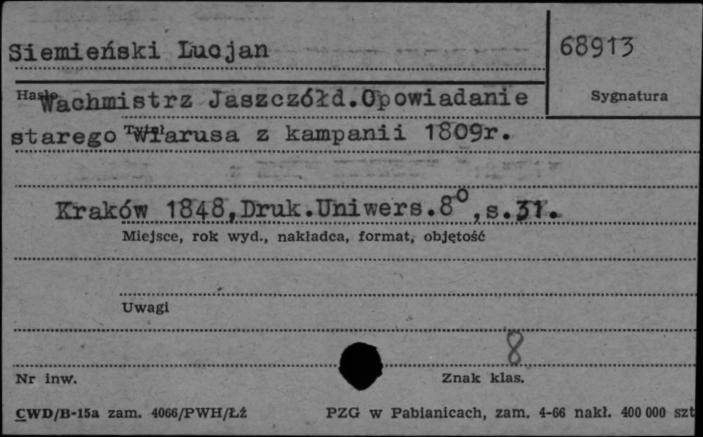 Siemieński Lucjan
68913
Hasło
Wachmistrz Jaszczółd.Opowiadanie
Sygnatura
Tytuł
starego Wiarusa z kampanii 1809r.
Kraków 1848,Druk.Uniwers.8°,s.31.
Miejsce, rok wyd., nakładca, format, objętość
Uwagi
8
Nr inw.
Znak klas.
CWD/B-15a zam. 4066/PWH/ŁŻ
PZG w Pabianicach, zam. 4-66 nakł. 400 000 szt